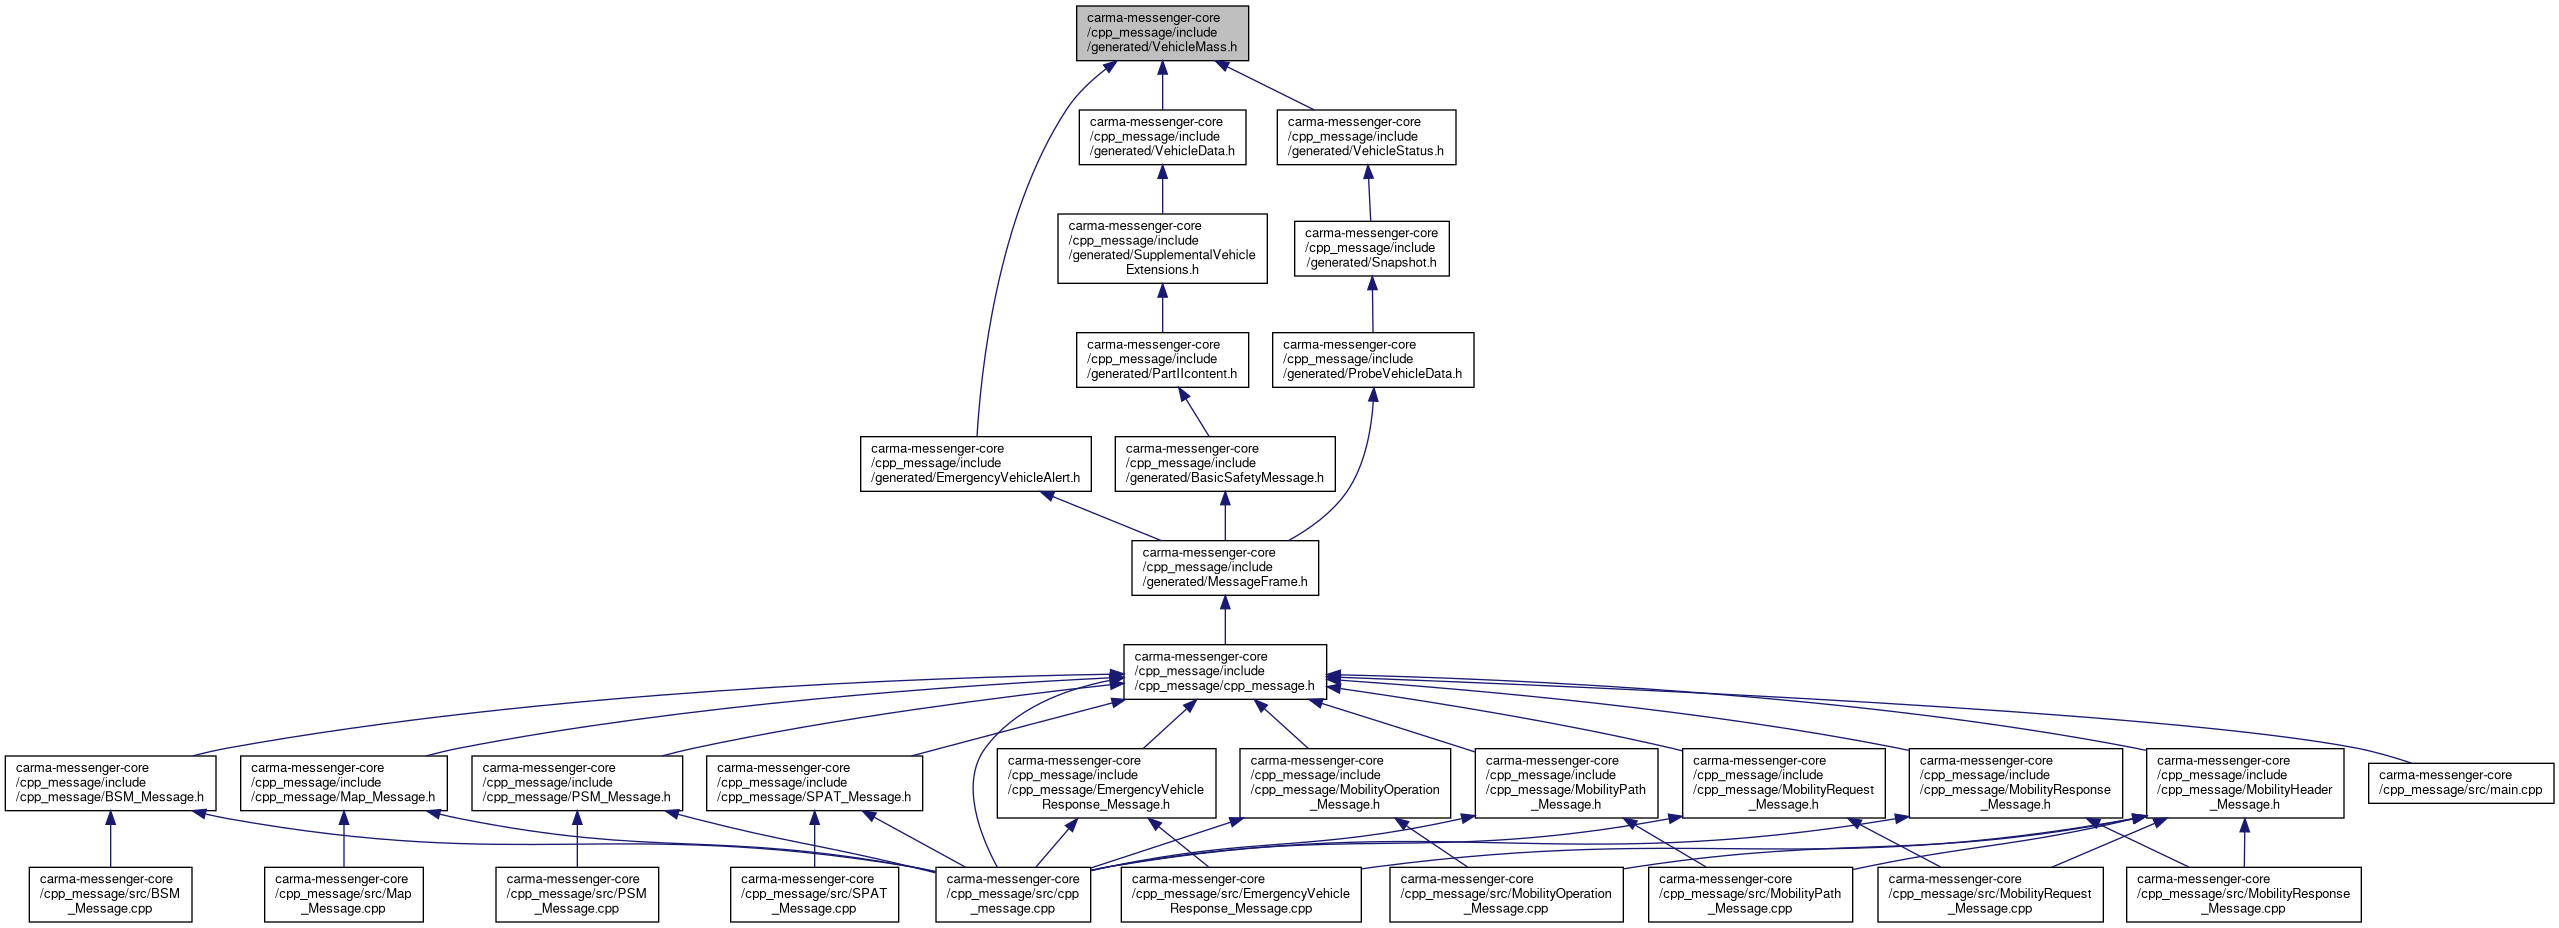 carma-messenger-core
/cpp_message/include
/generated/VehicleMass.h
carma-messenger-core
/cpp_message/include
/generated/VehicleData.h
carma-messenger-core
/cpp_message/include
/generated/VehicleStatus.h
carma-messenger-core
/cpp_message/include
/generated/SupplementalVehicle
Extensions.h
carma-messenger-core
/cpp_message/include
/generated/Snapshot.h
carma-messenger-core
/cpp_message/include
/generated/PartIIcontent.h
carma-messenger-core
/cpp_message/include
/generated/ProbeVehicleData.h
carma-messenger-core
/cpp_message/include
/generated/EmergencyVehicleAlert.h
carma-messenger-core
/cpp_message/include
/generated/BasicSafetyMessage.h
carma-messenger-core
/cpp_message/include
/generated/MessageFrame.h
carma-messenger-core
/cpp_message/include
/cpp_message/cpp_message.h
carma-messenger-core
/cpp_message/include
/cpp_message/BSM_Message.h
carma-messenger-core
/cpp_message/include
/cpp_message/Map_Message.h
carma-messenger-core
/cpp_message/include
/cpp_message/PSM_Message.h
carma-messenger-core
/cpp_message/include
/cpp_message/SPAT_Message.h
carma-messenger-core
/cpp_message/include
/cpp_message/EmergencyVehicle
Response_Message.h
carma-messenger-core
/cpp_message/include
/cpp_message/MobilityOperation
_Message.h
carma-messenger-core
/cpp_message/include
/cpp_message/MobilityPath
_Message.h
carma-messenger-core
/cpp_message/include
/cpp_message/MobilityRequest
_Message.h
carma-messenger-core
/cpp_message/include
/cpp_message/MobilityResponse
_Message.h
carma-messenger-core
/cpp_message/include
/cpp_message/MobilityHeader
_Message.h
carma-messenger-core
/cpp_message/src/main.cpp
carma-messenger-core
/cpp_message/src/BSM
_Message.cpp
carma-messenger-core
/cpp_message/src/Map
_Message.cpp
carma-messenger-core
/cpp_message/src/PSM
_Message.cpp
carma-messenger-core
/cpp_message/src/SPAT
_Message.cpp
carma-messenger-core
/cpp_message/src/cpp
_message.cpp
carma-messenger-core
/cpp_message/src/EmergencyVehicle
Response_Message.cpp
carma-messenger-core
/cpp_message/src/MobilityOperation
_Message.cpp
carma-messenger-core
/cpp_message/src/MobilityPath
_Message.cpp
carma-messenger-core
/cpp_message/src/MobilityRequest
_Message.cpp
carma-messenger-core
/cpp_message/src/MobilityResponse
_Message.cpp